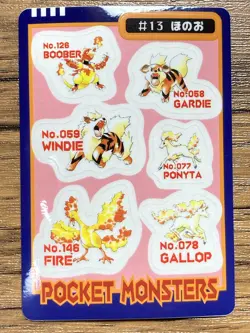 #13 ほのお
No.126
BOOBER
No.058
GARDIE
No.059
WINDIE
No.077
PONYTA
No.146
FIRE
No.078
GALLOP
POCKET MONSTERS